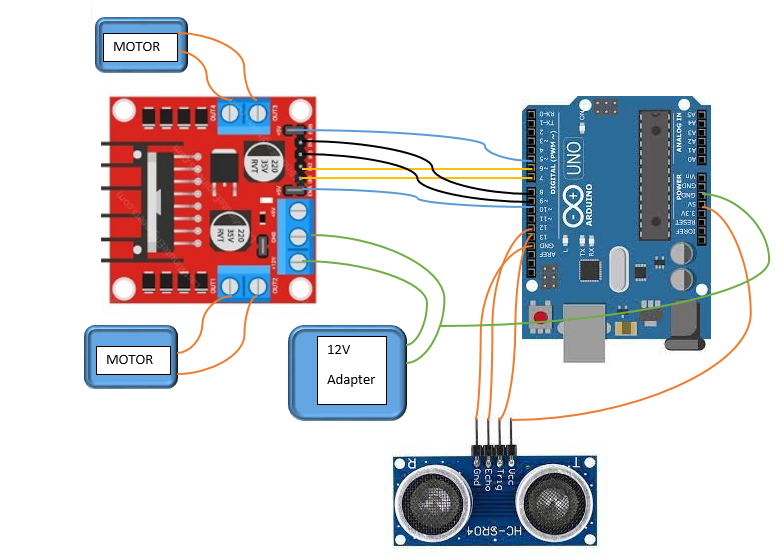 MOTOR
OUT4
OUT3
220
35V
RVT
220
35V
RVT
+5V
GND
+12V
OUT1
OUT2
MOTOR
12V
Adapter
RX-0
TX-1
2
~3
4
~5
~6
7
8
~9
~10
~11
12
13
GND
AREF
DIGITAL (PWM ~)
UNO
ARDUINO
ON
L
TX
RX
A5
A4
A3
A2
A1
A0
ANALOG IN
Vin
GND
GND
5V
3.3V
RESET
IOREF
POWER
Gnd
Echo
Trig
Vcc
R
T
HC-SR04